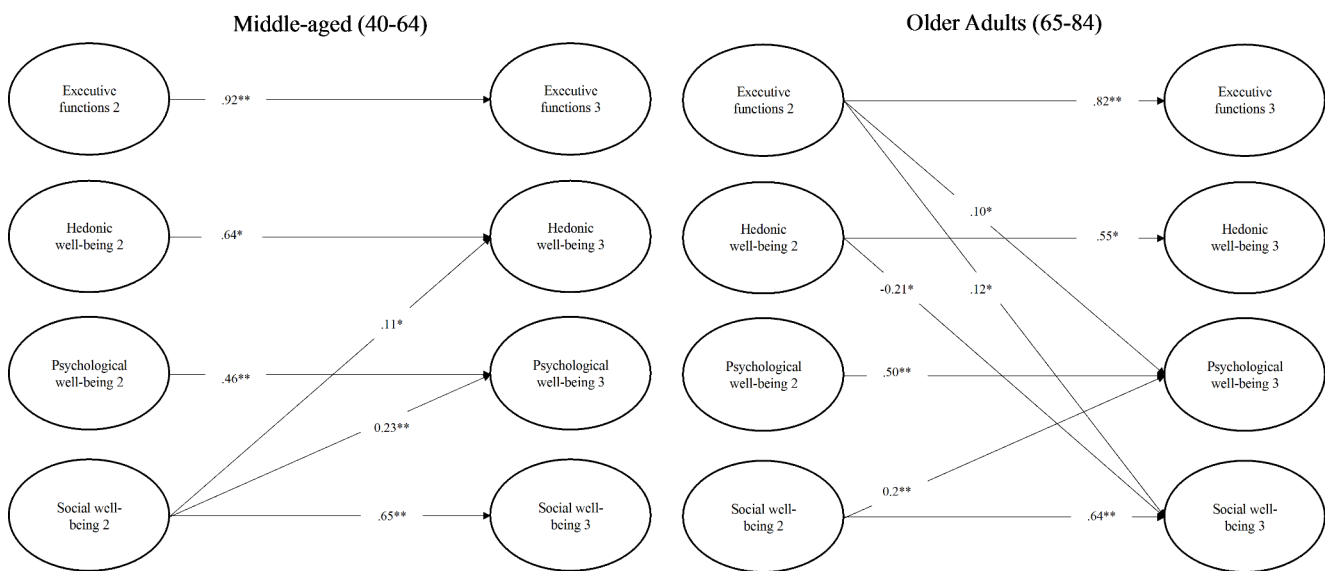 Middle-aged (40-64)
Executive
functions 2
.92**
Executive
functions 3
Hedonic
well-being 2
.64*
Hedonic
well-being 3
.11*
Psychological
well-being 2
.46**
Psychological
well-being 3
0.23**
Social well-
being 2
.65**
Social well-
being 3
Older Adults (65-84)
Executive
functions 2
.82**
Executive
functions 3
.10*
Hedonic
well-being 2
.55*
Hedonic
well-being 3
-0.21*
.12*
Psychological
well-being 2
.50**
Psychological
well-being 3
0.2**
Social well-
being 2
.64**
Social well-
being 3